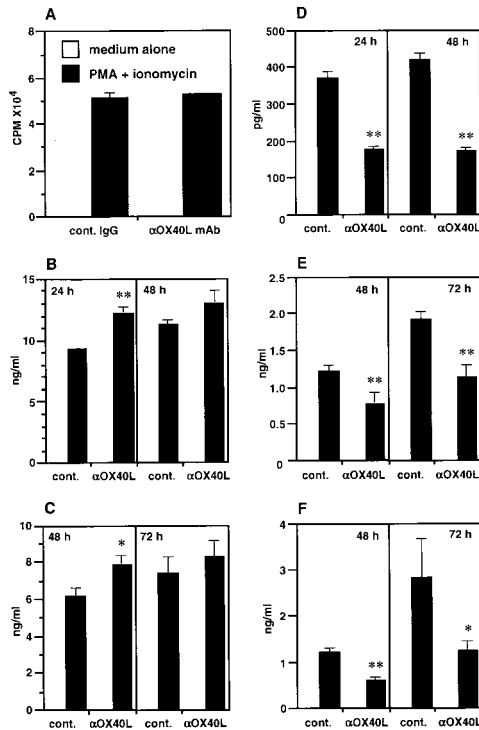 A
medium alone
PMA + ionomycin
CPM X10⁴
8
6
4
2
0
cont. IgG αOX40L mAb
B
24 h 48 h
**
ng/ml
15
13
10
5
0
cont. αOX40L cont. αOX40L
C
48 h 72 h
*
ng/ml
10
8
6
4
2
0
cont. αOX40L cont. αOX40L
D
24 h 48 h
** **
pg/ml
500
400
300
200
100
0
cont. αOX40L cont. αOX40L
E
48 h 72 h
** **
ng/ml
2.5
2.0
1.5
1.0
0.5
0
cont. αOX40L cont. αOX40L
F
48 h 72 h
** *
ng/ml
4
3
2
1
0
cont. αOX40L cont. αOX40L